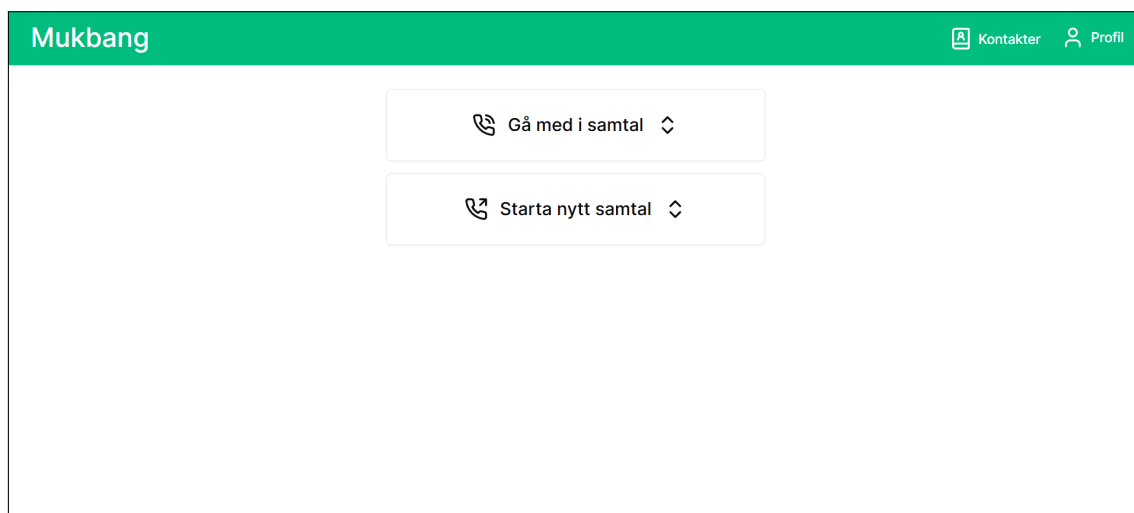 Mukbang
Kontakter
Profil
Gå med i samtal
Starta nytt samtal